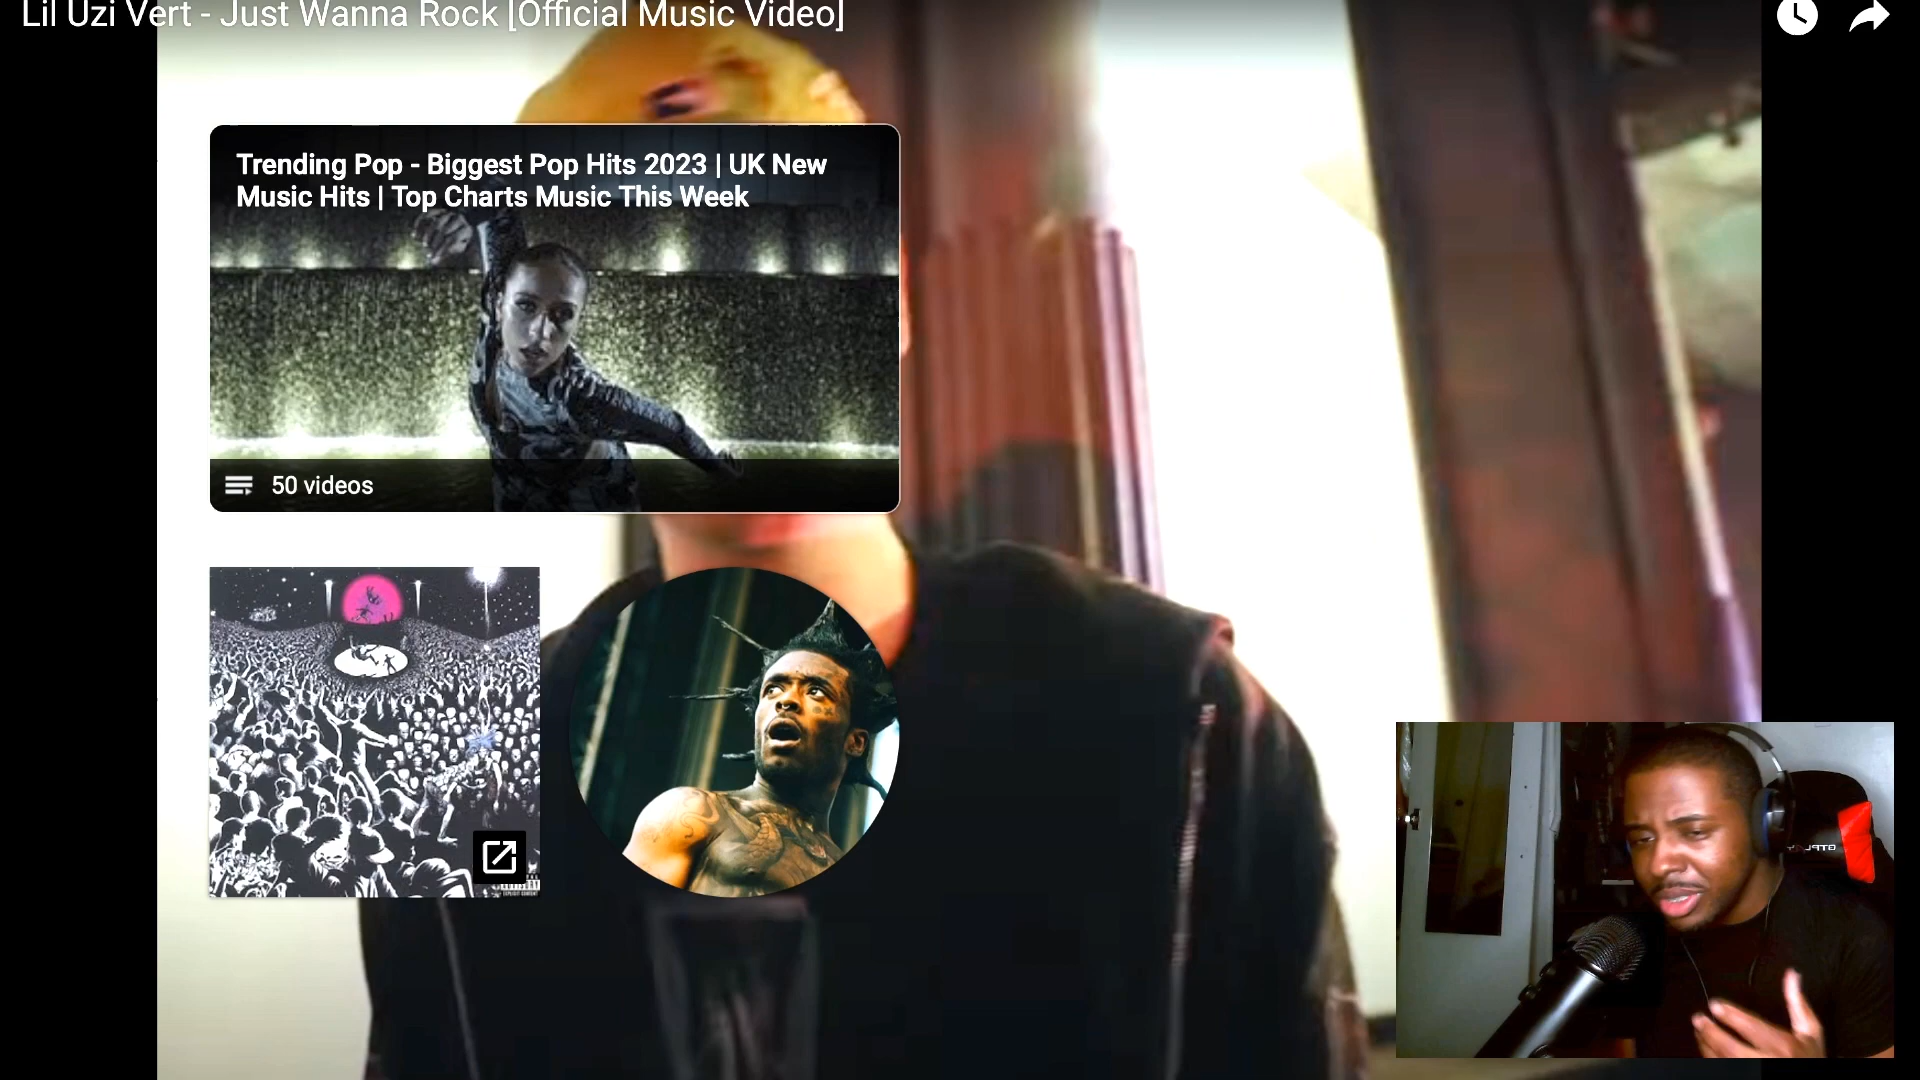 Lil Uzi Vert - Just Wanna Rock [Official Music Video]
Trending Pop - Biggest Pop Hits 2023 | UK New
Music Hits | Top Charts Music This Week
50 videos
GTPLAY